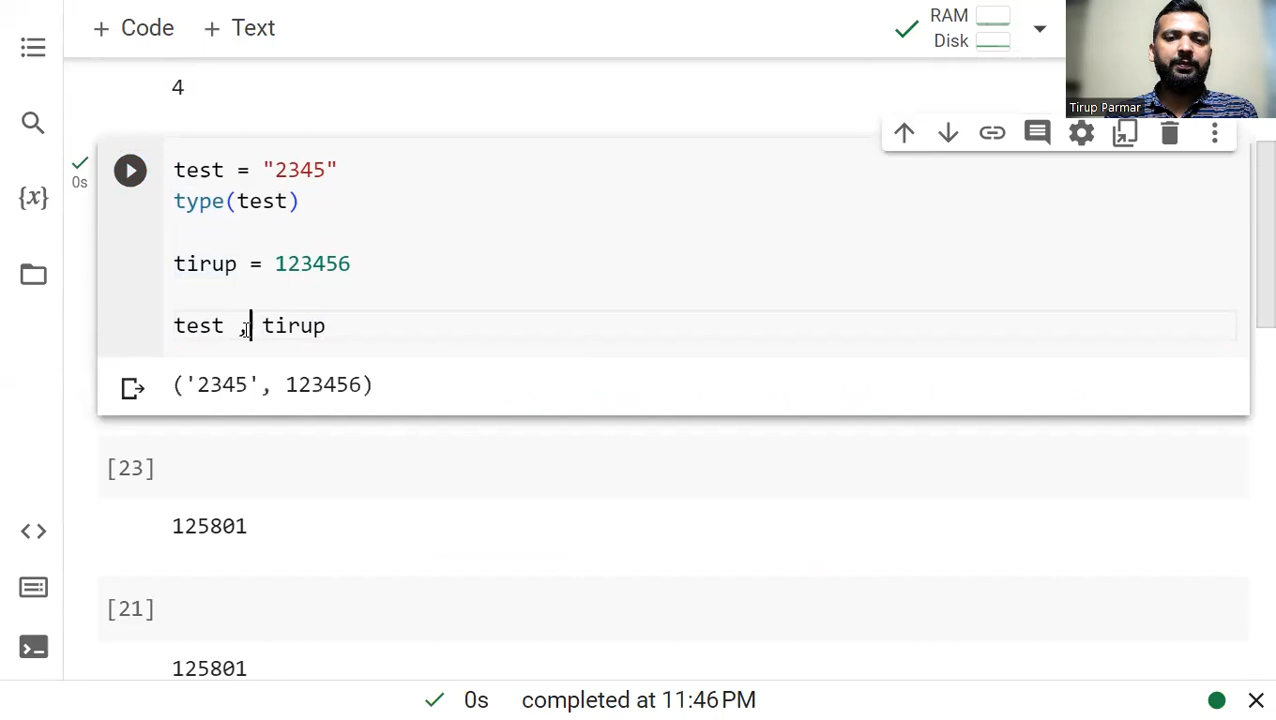 + Code + Text
RAM
Disk
Tirup Parmar
4
0s
test = "2345"
type(test)
{x}
tirup = 123456
test , tirup
('2345', 123456)
[23]
125801
[21]
125801
0s completed at 11:46 PM